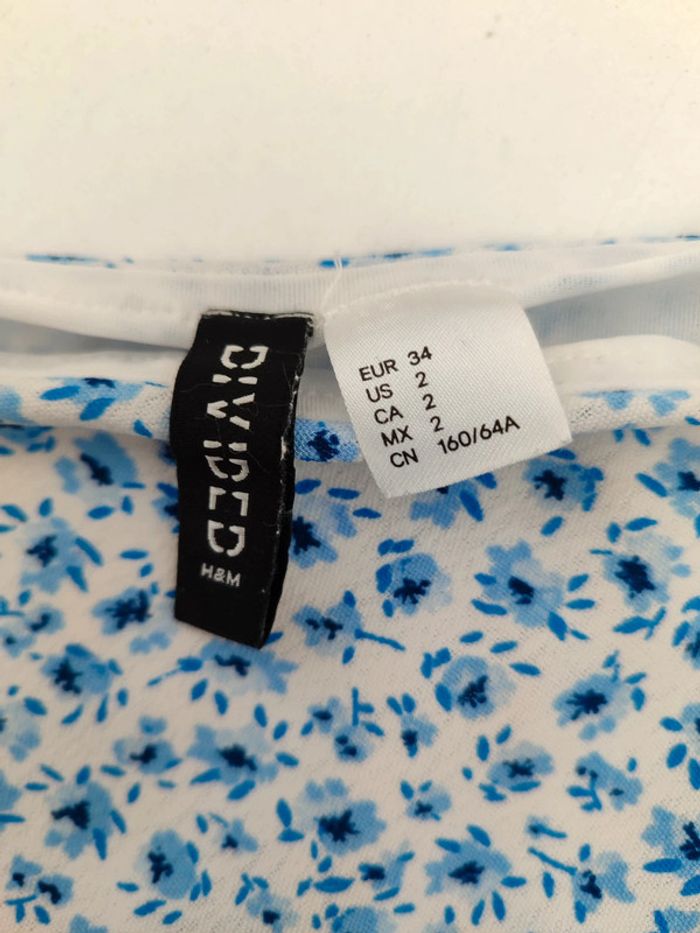 DIVIDED
H&M
EUR 34
US 2
CA 2
MX 2
CN 160/64A